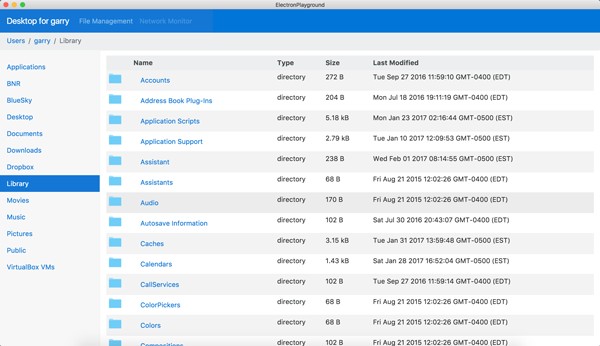 ElectronPlayground
Desktop for garry File Management Network Monitor
Users / garry / Library
Applications
BNR
BlueSky
Desktop
Documents
Downloads
Dropbox
Library
Movies
Music
Pictures
Public
VirtualBox VMs
Name Type Size Last Modified
Accounts directory 272 B Tue Sep 27 2016 11:59:10 GMT-0400 (EDT)
Address Book Plug-Ins directory 204 B Mon Jul 18 2016 19:11:19 GMT-0400 (EDT)
Application Scripts directory 5.18 kB Mon Jan 23 2017 02:16:44 GMT-0500 (EST)
Application Support directory 2.79 kB Tue Jan 10 2017 12:09:53 GMT-0500 (EST)
Assistant directory 238 B Wed Feb 01 2017 08:14:55 GMT-0500 (EST)
Assistants directory 68 B Fri Aug 21 2015 12:02:26 GMT-0400 (EDT)
Audio directory 170 B Fri Aug 21 2015 12:02:26 GMT-0400 (EDT)
Autosave Information directory 102 B Sat Jul 30 2016 20:43:07 GMT-0400 (EDT)
Caches directory 3.15 kB Tue Jan 31 2017 13:59:48 GMT-0500 (EST)
Calendars directory 1.43 kB Sat Jan 28 2017 16:52:04 GMT-0500 (EST)
CallServices directory 102 B Tue Sep 27 2016 11:59:14 GMT-0400 (EDT)
ColorPickers directory 68 B Fri Aug 21 2015 12:02:26 GMT-0400 (EDT)
Colors directory 68 B Fri Aug 21 2015 12:02:26 GMT-0400 (EDT)
Compositions directory 68 B Fri Aug 21 2015 12:02:26 GMT-0400 (EDT)